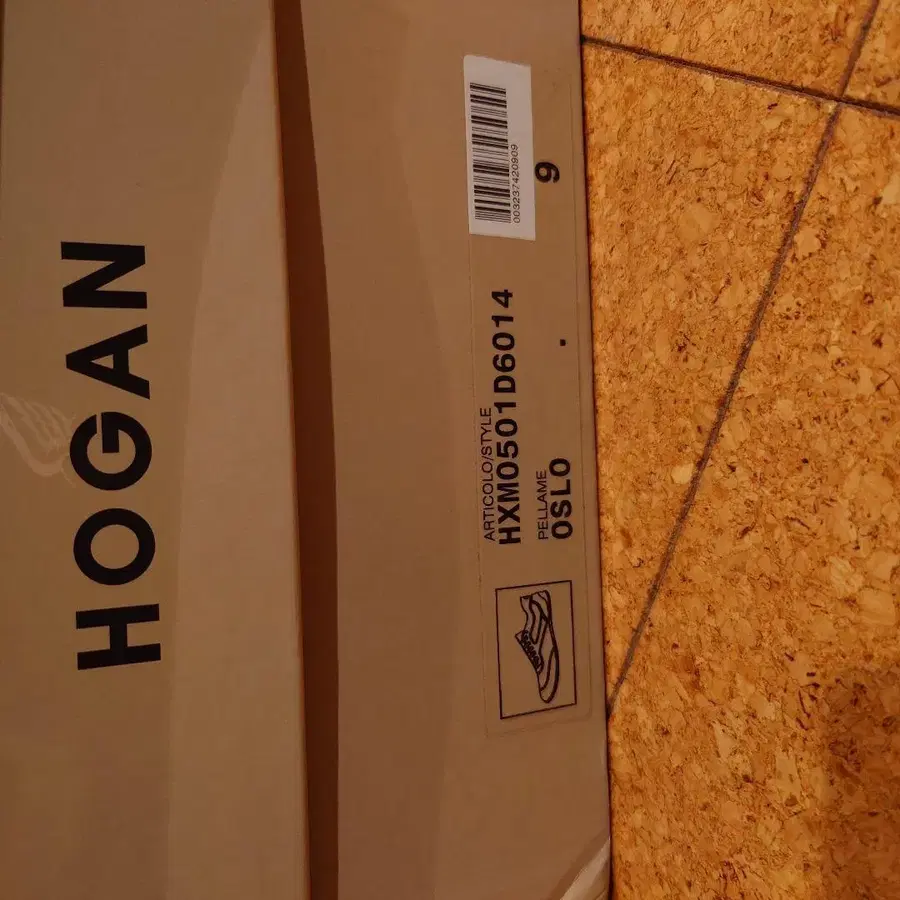 HOGAN
ARTICOLO/STYLE
HXM0501D6014
PELLAME
OSLO
003237420909
9